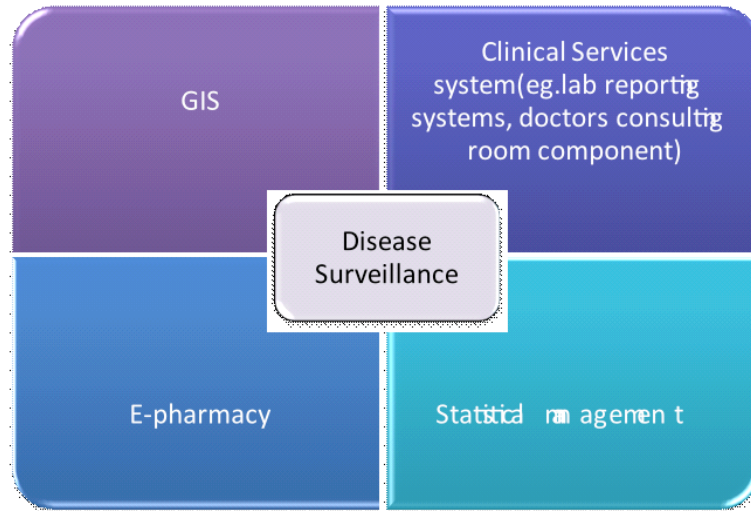 GIS
Clinical Services
system(eg.lab reporting
systems, doctors consulting
room component)
Disease
Surveillance
E-pharmacy
Statistical management